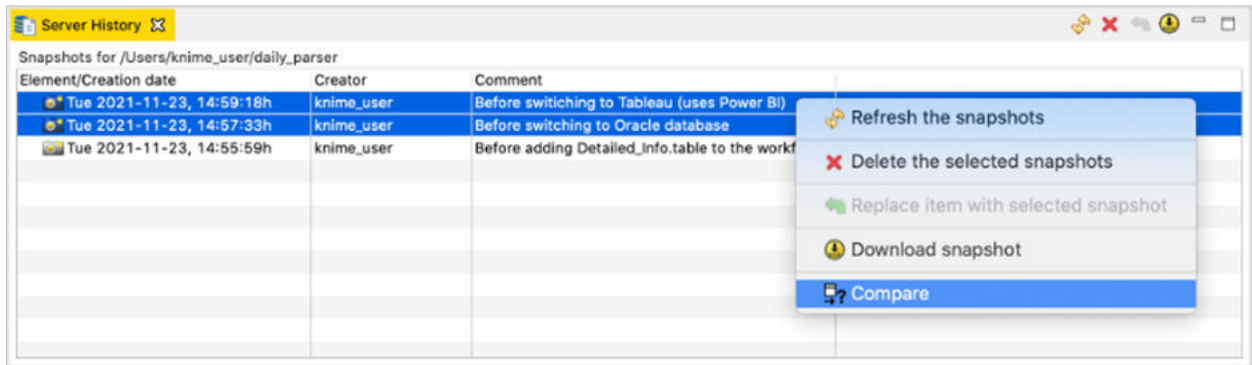 Server History
Snapshots for /Users/knime_user/daily_parser
Element/Creation date Creator Comment
Tue 2021-11-23, 14:59:18h knime_user Before switiching to Tableau (uses Power BI)
Tue 2021-11-23, 14:57:33h knime_user Before switching to Oracle database
Tue 2021-11-23, 14:55:59h knime_user Before adding Detailed_Info.table to the workf
Refresh the snapshots
Delete the selected snapshots
Replace item with selected snapshot
Download snapshot
Compare